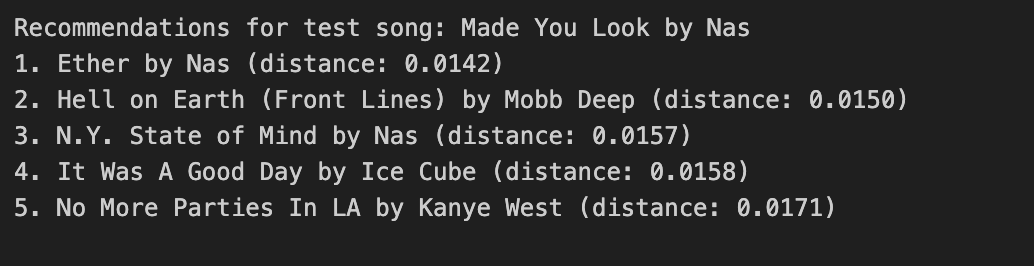 Recommendations for test song: Made You Look by Nas
1. Ether by Nas (distance: 0.0142)
2. Hell on Earth (Front Lines) by Mobb Deep (distance: 0.0150)
3. N.Y. State of Mind by Nas (distance: 0.0157)
4. It Was A Good Day by Ice Cube (distance: 0.0158)
5. No More Parties In LA by Kanye West (distance: 0.0171)